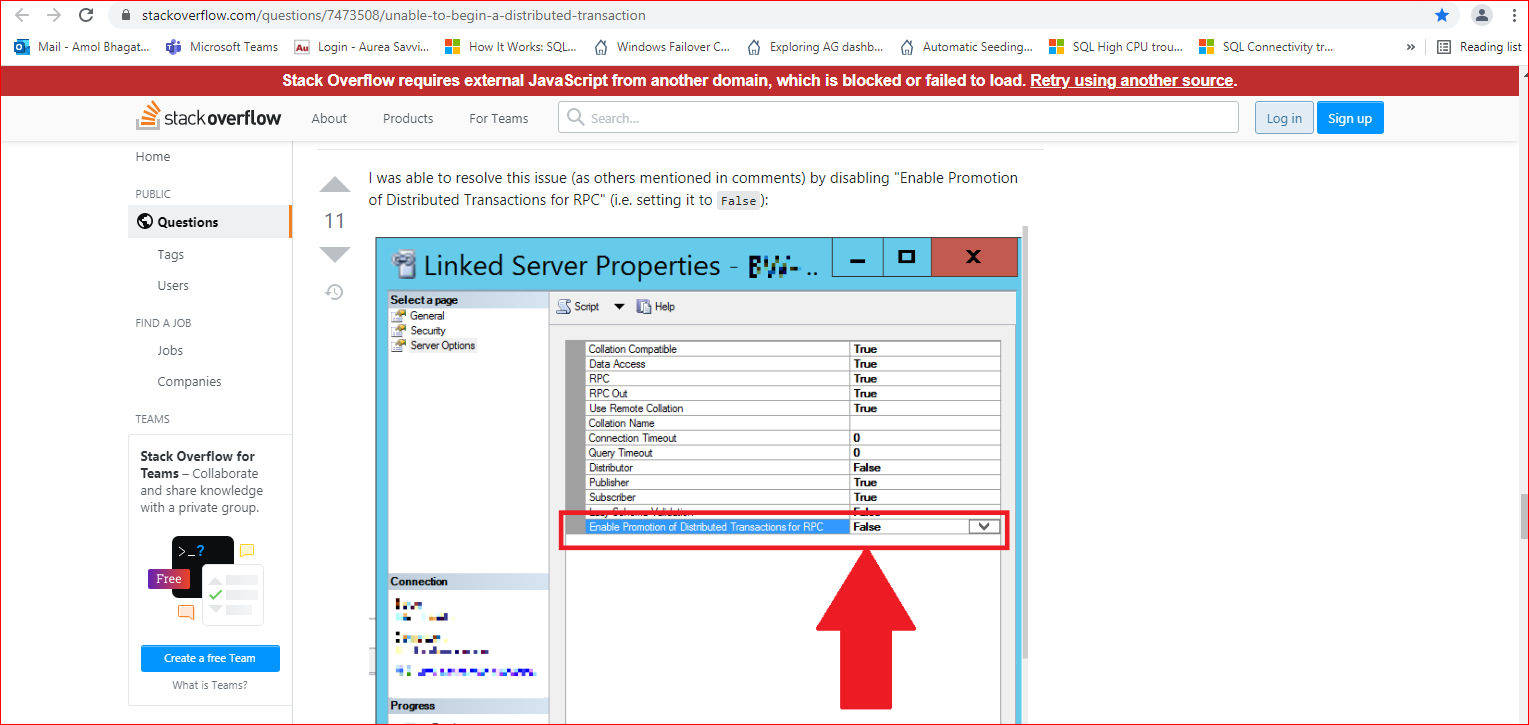 stackoverflow.com/questions/7473508/unable-to-begin-a-distributed-transaction
Mail - Amol Bhagat...
Microsoft Teams
Au
Login - Aurea Savvi...
How It Works: SQL...
Windows Failover C...
Exploring AG dashb...
Automatic Seeding...
SQL High CPU trou...
SQL Connectivity tr...
»
Reading list
Stack Overflow requires external JavaScript from another domain, which is blocked or failed to load. Retry using another source.
stackoverflow
About
Products
For Teams
Search...
Log in
Sign up
Home
PUBLIC
Questions
Tags
Users
FIND A JOB
Jobs
Companies
TEAMS
Stack Overflow for
Teams – Collaborate
and share knowledge
with a private group.
>_?
Free
Create a free Team
What is Teams?
11
I was able to resolve this issue (as others mentioned in comments) by disabling "Enable Promotion
of Distributed Transactions for RPC" (i.e. setting it to False):
Linked Server Properties -
Select a page
General
Security
Server Options
Script
Help
Collation Compatible True
Data Access True
RPC True
RPC Out True
Use Remote Collation True
Collation Name
Connection Timeout 0
Query Timeout 0
Distributor False
Publisher True
Subscriber True
Lazy Schema Validation False
Enable Promotion of Distributed Transactions for RPC False
Connection
Progress